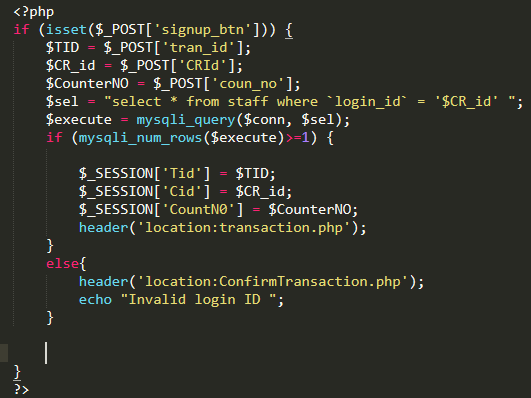 <?php
if (isset($_POST['signup_btn'])) {
$TID = $_POST['tran_id'];
$CR_id = $_POST['CRId'];
$CounterNO = $_POST['coun_no'];
$sel = "select * from staff where `login_id` = '$CR_id' ";
$execute = mysqli_query($conn, $sel);
if (mysqli_num_rows($execute)>=1) {
$_SESSION['Tid'] = $TID;
$_SESSION['Cid'] = $CR_id;
$_SESSION['CountN0'] = $CounterNO;
header('location:transaction.php');
}
else{
header('location:ConfirmTransaction.php');
echo "Invalid login ID ";
}
}
?>